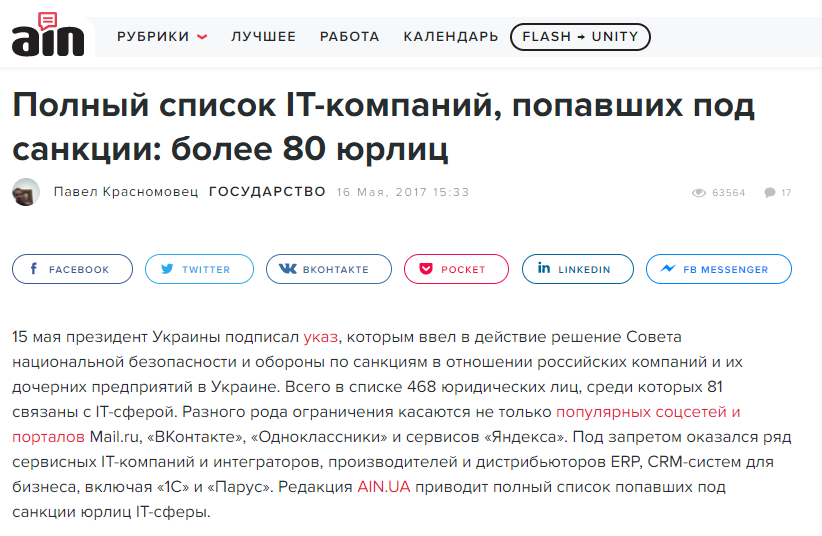 ain
РУБРИКИ ЛУЧШЕЕ РАБОТА КАЛЕНДАРЬ FLASH → UNITY
Полный список IT-компаний, попавших под
санкции: более 80 юрлиц
Павел Красномовец ГОСУДАРСТВО 16 Мая, 2017 15:33 63564 17
FACEBOOK TWITTER ВКОНТАКТЕ POCKET LINKEDIN FB MESSENGER
15 мая президент Украины подписал указ, которым ввел в действие решение Совета
национальной безопасности и обороны по санкциям в отношении российских компаний и их
дочерних предприятий в Украине. Всего в списке 468 юридических лиц, среди которых 81
связаны с IT-сферой. Разного рода ограничения касаются не только популярных соцсетей и
порталов Mail.ru, «ВКонтакте», «Одноклассники» и сервисов «Яндекса». Под запретом оказался ряд
сервисных IT-компаний и интеграторов, производителей и дистрибьюторов ERP, CRM-систем для
бизнеса, включая «1С» и «Парус». Редакция AIN.UA приводит полный список попавших под
санкции юрлиц IT-сферы.